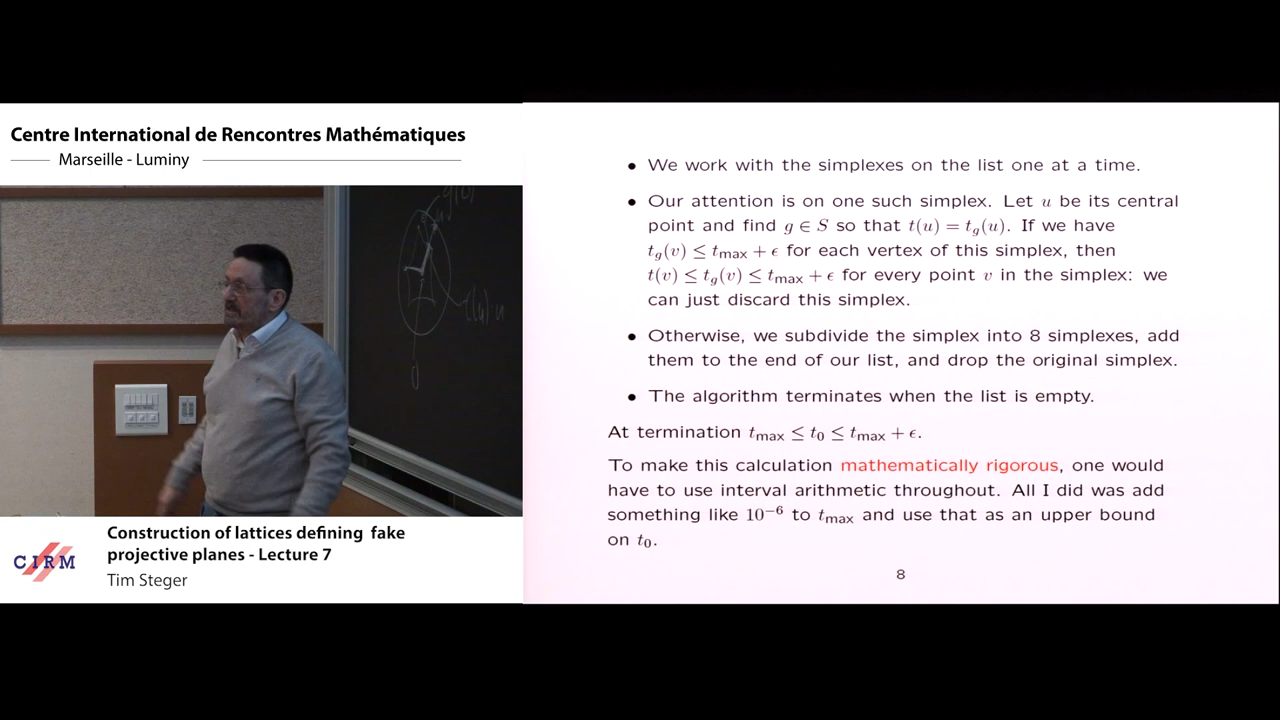 Centre International de Rencontres Mathématiques
Marseille - Luminy
• We work with the simplexes on the list one at a time.
• Our attention is on one such simplex. Let u be its central
point and find g ∈ S so that t(u) = t_g(u). If we have
t_g(v) ≤ t_max + ϵ for each vertex of this simplex, then
t(v) ≤ t_g(v) ≤ t_max + ϵ for every point v in the simplex: we
can just discard this simplex.
• Otherwise, we subdivide the simplex into 8 simplexes, add
them to the end of our list, and drop the original simplex.
• The algorithm terminates when the list is empty.
At termination t_max ≤ t_0 ≤ t_max + ϵ.
To make this calculation mathematically rigorous, one would
have to use interval arithmetic throughout. All I did was add
something like 10^{-6} to t_max and use that as an upper bound
on t_0.
8
Construction of lattices defining fake
projective planes - Lecture 7
Tim Steger
CIRM